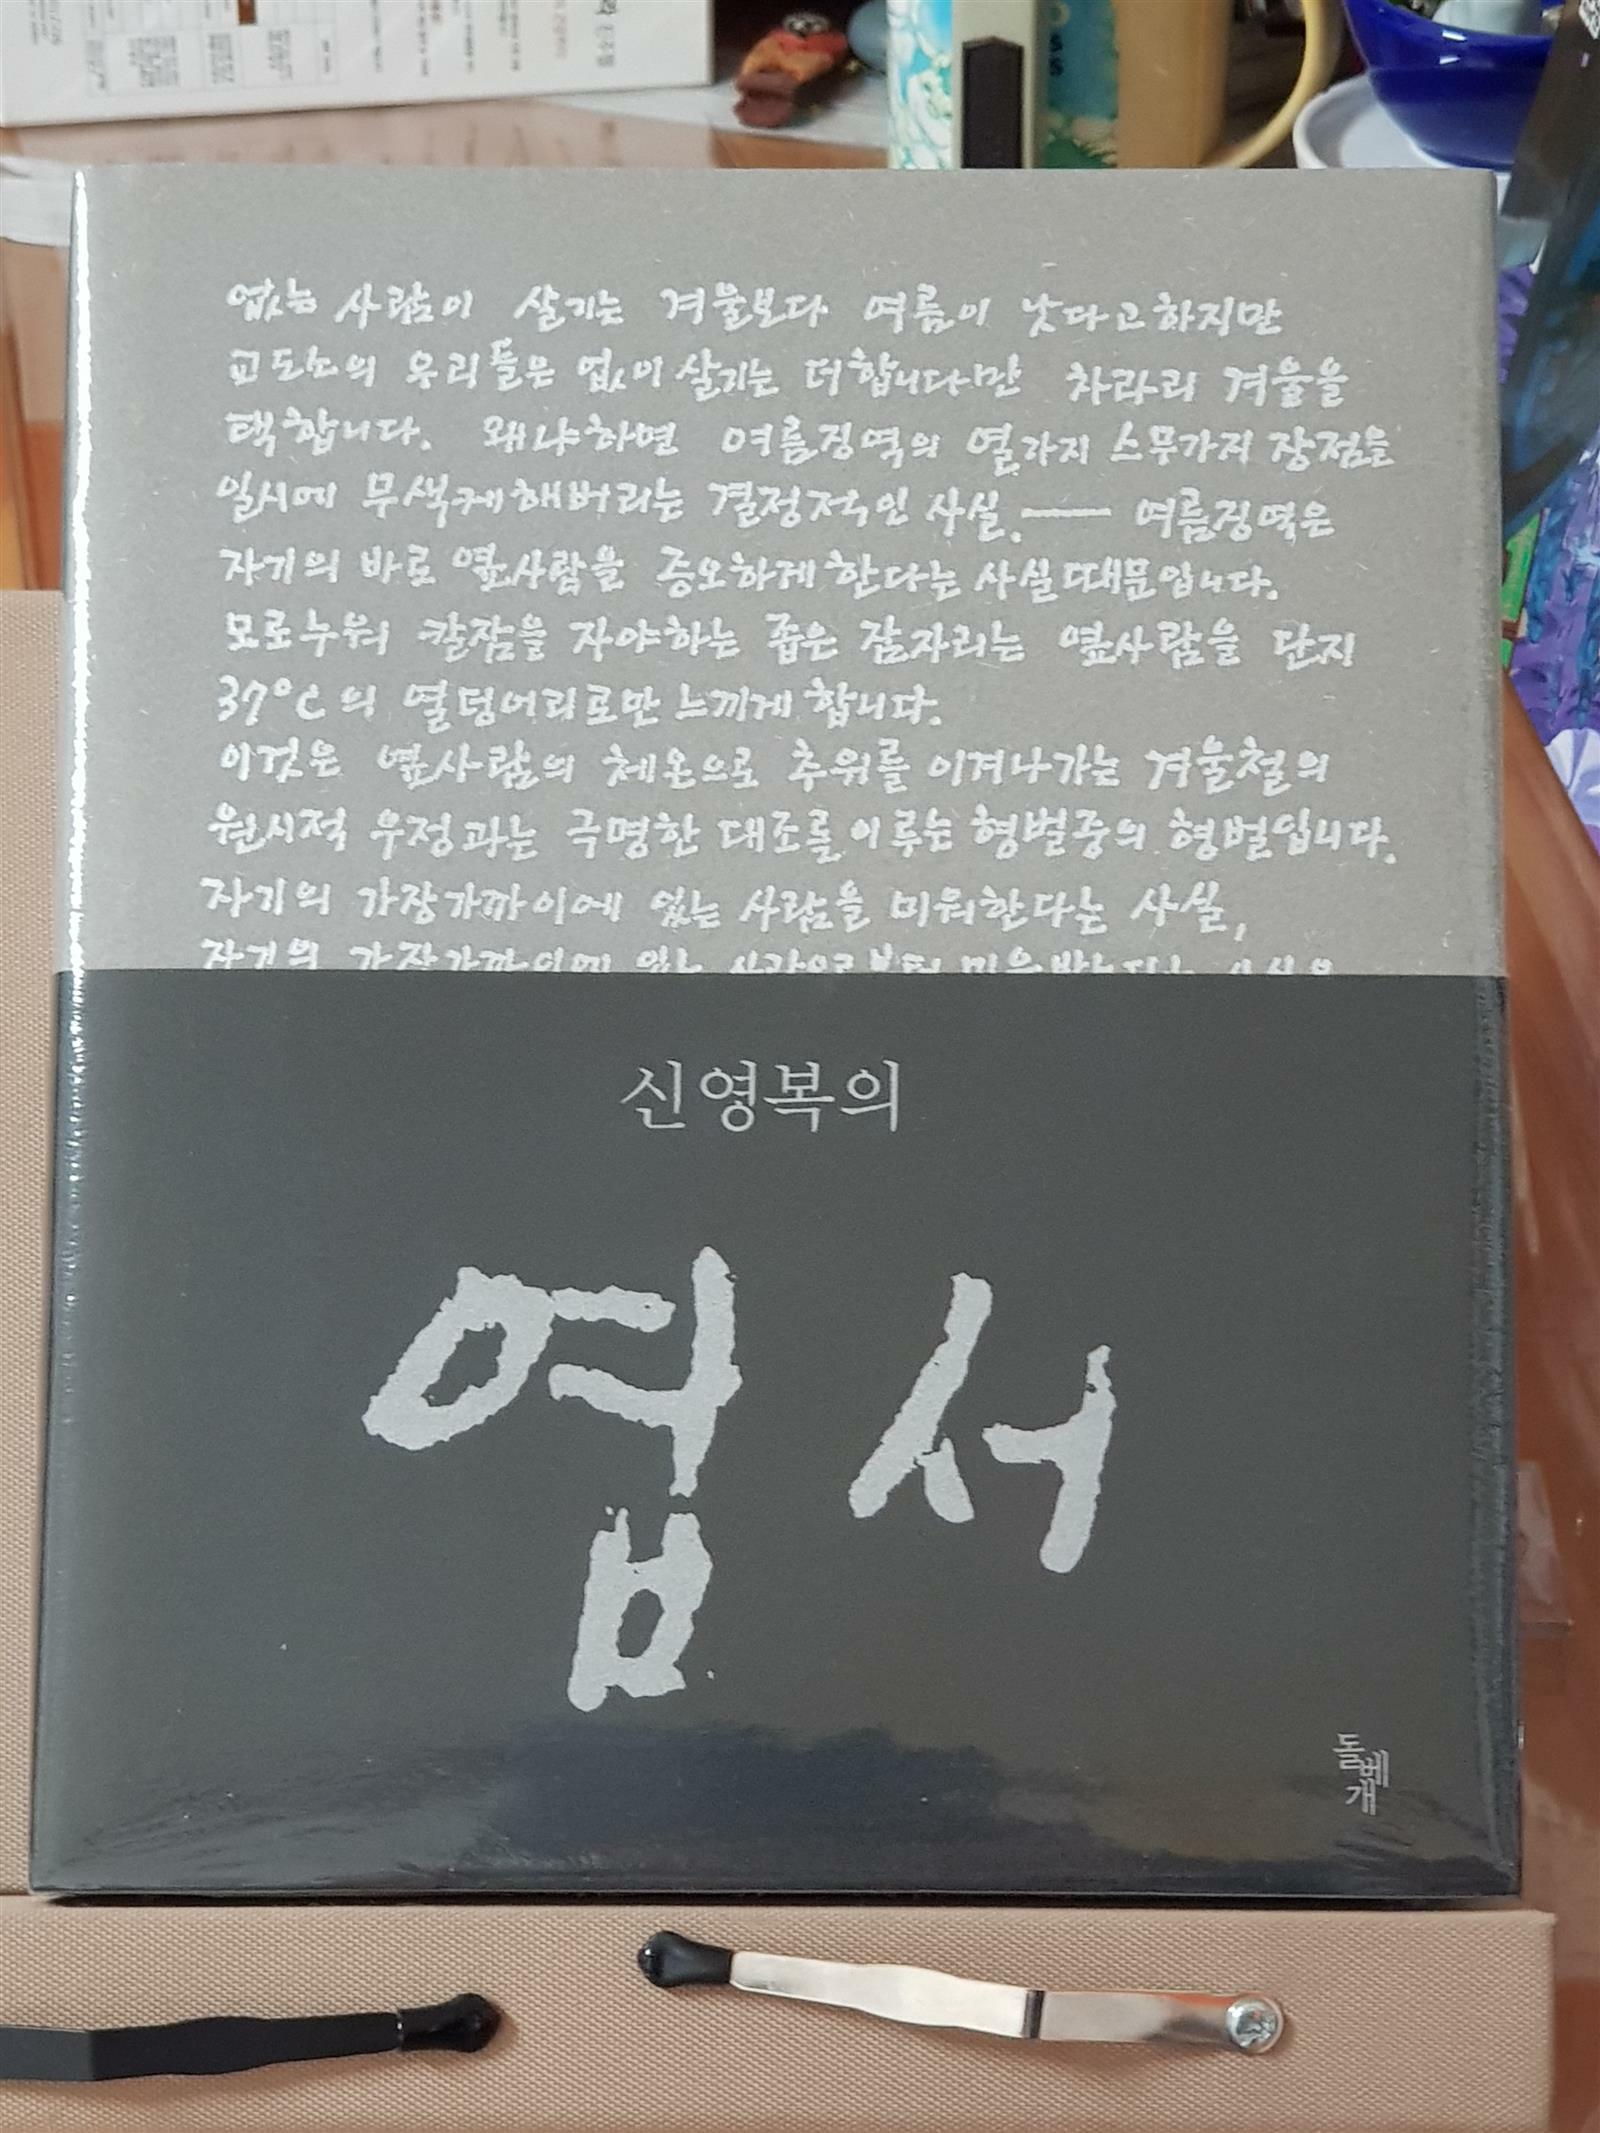 없는 사람이 살기는 겨울보다 여름이 낫다고하지만
교도소의 우리들은 없이 살기는 더합니다만 차라리 겨울을
택합니다. 왜냐하면 여름징역의 열가지 스무가지 장점을
일시에 무색케해버리는 결정적인 사실. —— 여름징역은
자기의 바로 옆사람을 증오하게한다는 사실때문입니다.
모로누워 칼잠을 자야하는 좁은 잠자리는 옆사람을 단지
37°C의 열덩어리로만 느끼게합니다.
이것은 옆사람의 체온으로 추위를 이겨나가는 겨울철의
원시적 우정과는 극명한 대조를 이루는 형벌중의 형벌입니다.
자기의 가장가까이에 있는 사람을 미워한다는 사실,
자기의 가장가까이에 있는
신영복의
엽서
돌베개